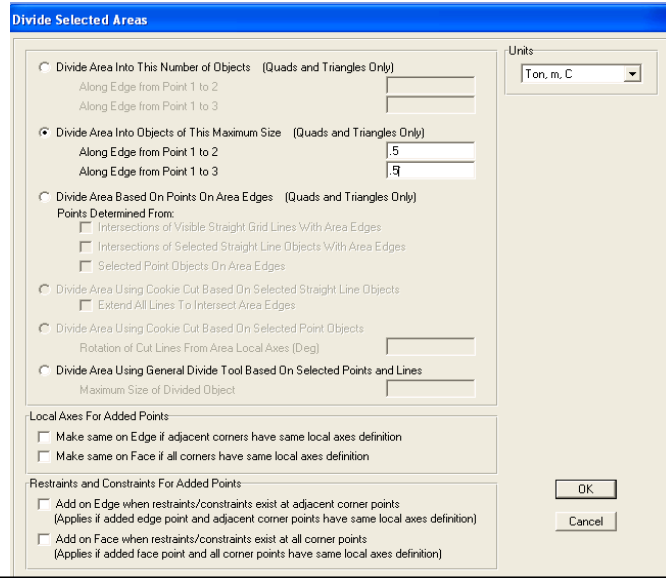 Divide Selected Areas
Units
Ton, m, C
Divide Area Into This Number of Objects (Quads and Triangles Only)
Along Edge from Point 1 to 2
Along Edge from Point 1 to 3
Divide Area Into Objects of This Maximum Size (Quads and Triangles Only)
Along Edge from Point 1 to 2 .5
Along Edge from Point 1 to 3 .5
Divide Area Based On Points On Area Edges (Quads and Triangles Only)
Points Determined From:
Intersections of Visible Straight Grid Lines With Area Edges
Intersections of Selected Straight Line Objects With Area Edges
Selected Point Objects On Area Edges
Divide Area Using Cookie Cut Based On Selected Straight Line Objects
Extend All Lines To Intersect Area Edges
Divide Area Using Cookie Cut Based On Selected Point Objects
Rotation of Cut Lines From Area Local Axes (Deg)
Divide Area Using General Divide Tool Based On Selected Points and Lines
Maximum Size of Divided Object
Local Axes For Added Points
Make same on Edge if adjacent corners have same local axes definition
Make same on Face if all corners have same local axes definition
Restraints and Constraints For Added Points
Add on Edge when restraints/constraints exist at adjacent corner points
(Applies if added edge point and adjacent corner points have same local axes definition)
Add on Face when restraints/constraints exist at all corner points
(Applies if added face point and all corner points have same local axes definition)
OK
Cancel